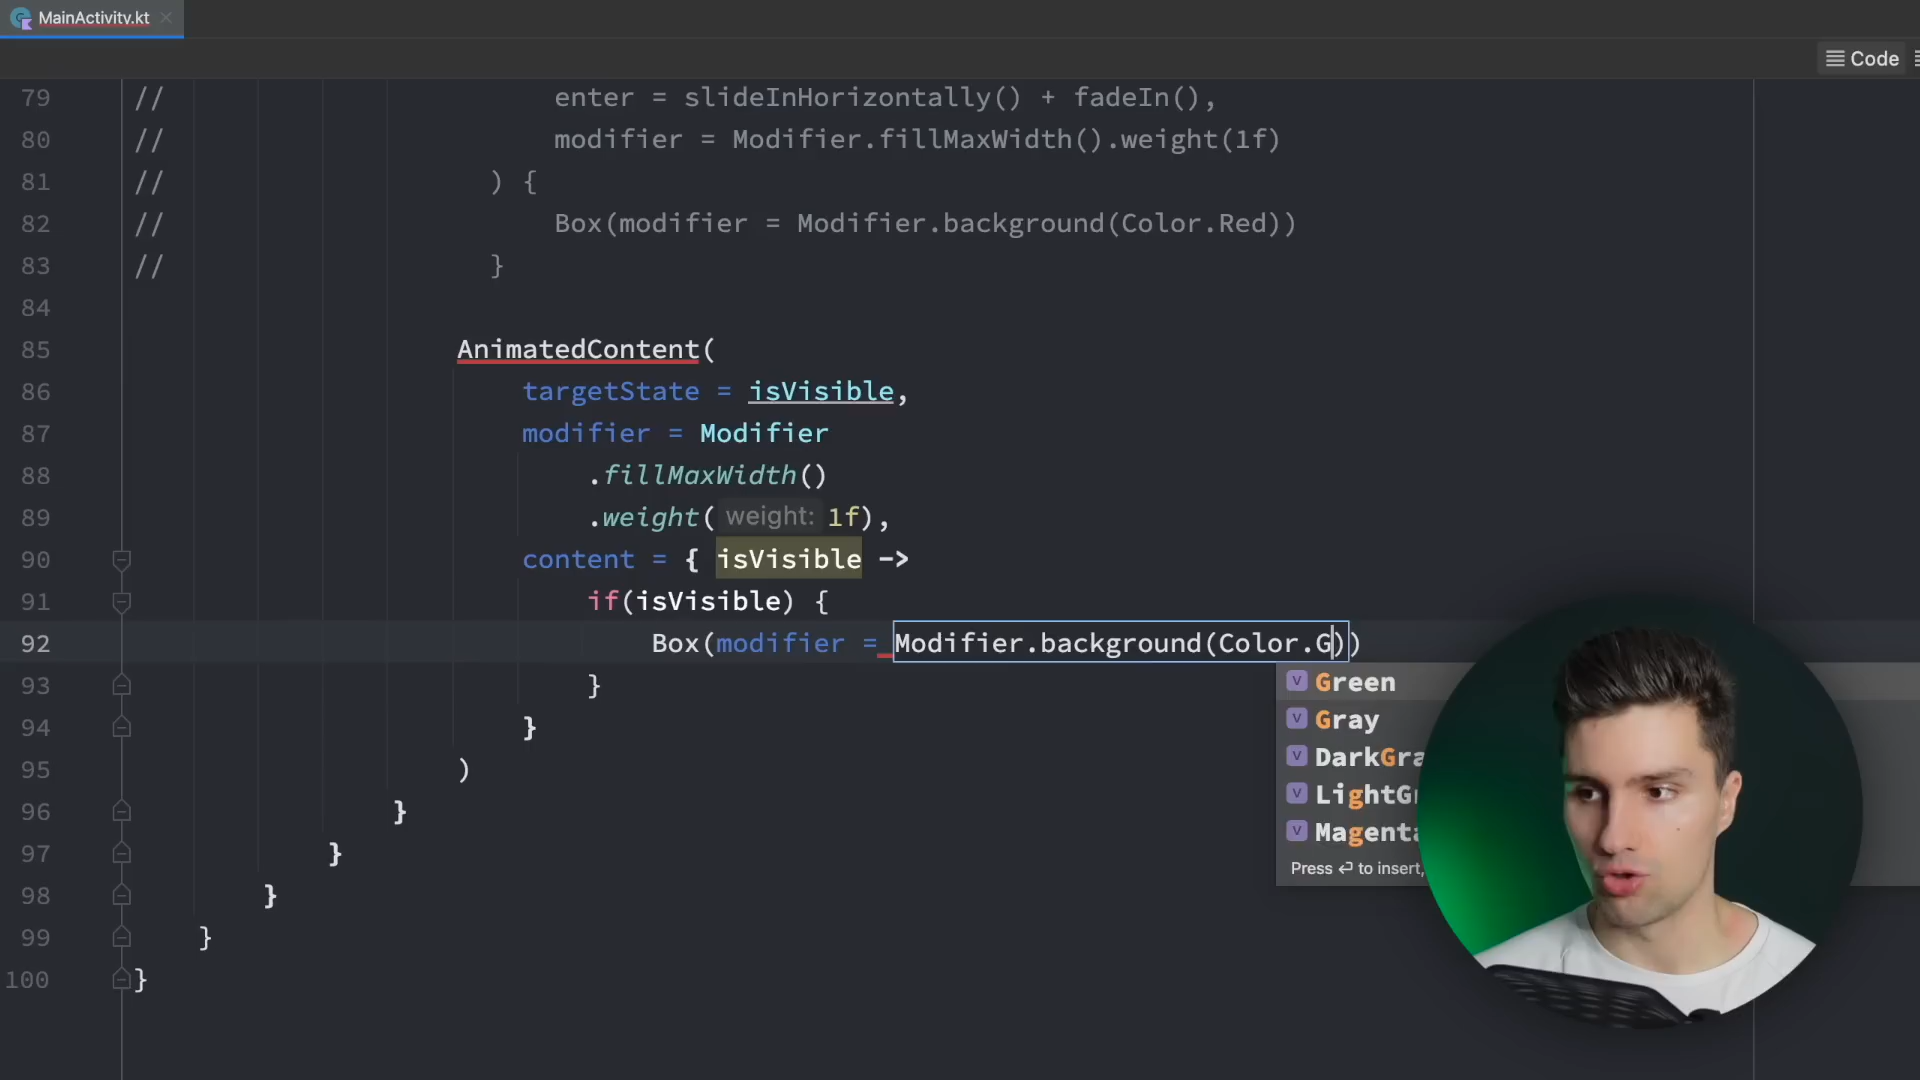 MainActivity.kt
Code
79 // enter = slideInHorizontally() + fadeIn(),
80 // modifier = Modifier.fillMaxWidth().weight(1f)
81 // ) {
82 // Box(modifier = Modifier.background(Color.Red))
83 // }
84
85 AnimatedContent(
86 targetState = isVisible,
87 modifier = Modifier
88 .fillMaxWidth()
89 .weight( weight: 1f),
90 content = { isVisible ->
91 if(isVisible) {
92 Box(modifier = Modifier.background(Color.G))
Green
Gray
DarkGra
LightGr
Magenta
Press ⏎ to insert,
93 }
94 }
95 )
96 }
97 }
98 }
99 }
100 }